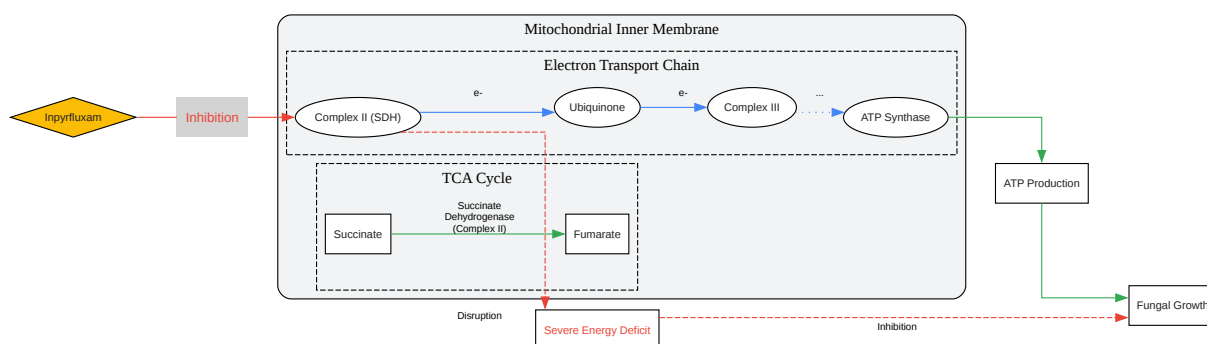 Mitochondrial Inner Membrane
Electron Transport Chain
Inpyrfluxam
Inhibition
Complex II (SDH)
e-
Ubiquinone
e-
Complex III
...
ATP Synthase
TCA Cycle
Succinate
Succinate
Dehydrogenase
(Complex II)
Fumarate
ATP Production
Disruption
Severe Energy Deficit
Inhibition
Fungal Growth